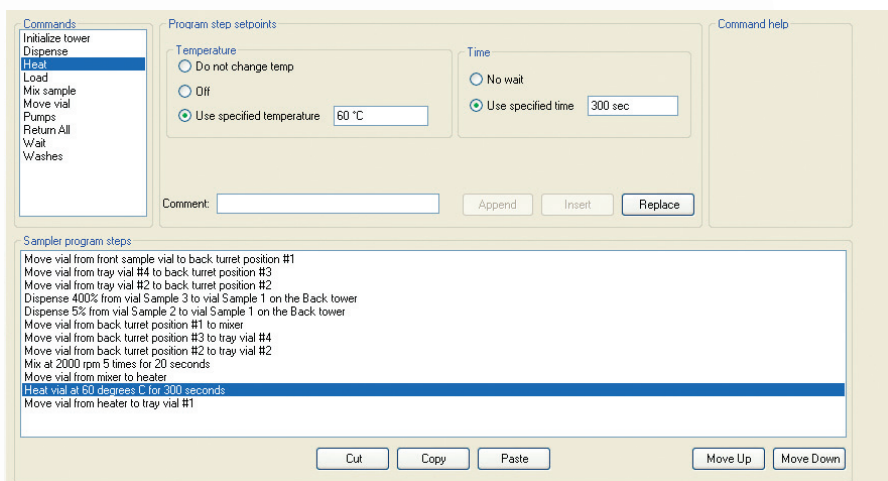 Commands
Initialize tower
Dispense
Heat
Load
Mix sample
Move vial
Pumps
Return All
Wait
Washes
Program step setpoints
Temperature
Do not change temp
Off
Use specified temperature 60 °C
Time
No wait
Use specified time 300 sec
Comment:
Append Insert Replace
Command help
Sampler program steps
Move vial from front sample vial to back turret position #1
Move vial from tray vial #4 to back turret position #3
Move vial from tray vial #2 to back turret position #2
Dispense 400% from vial Sample 3 to vial Sample 1 on the Back tower
Dispense 5% from vial Sample 2 to vial Sample 1 on the Back tower
Move vial from back turret position #1 to mixer
Move vial from back turret position #3 to tray vial #4
Move vial from back turret position #2 to tray vial #2
Mix at 2000 rpm 5 times for 20 seconds
Move vial from mixer to heater
Heat vial at 60 degrees C for 300 seconds
Move vial from heater to tray vial #1
Cut Copy Paste Move Up Move Down